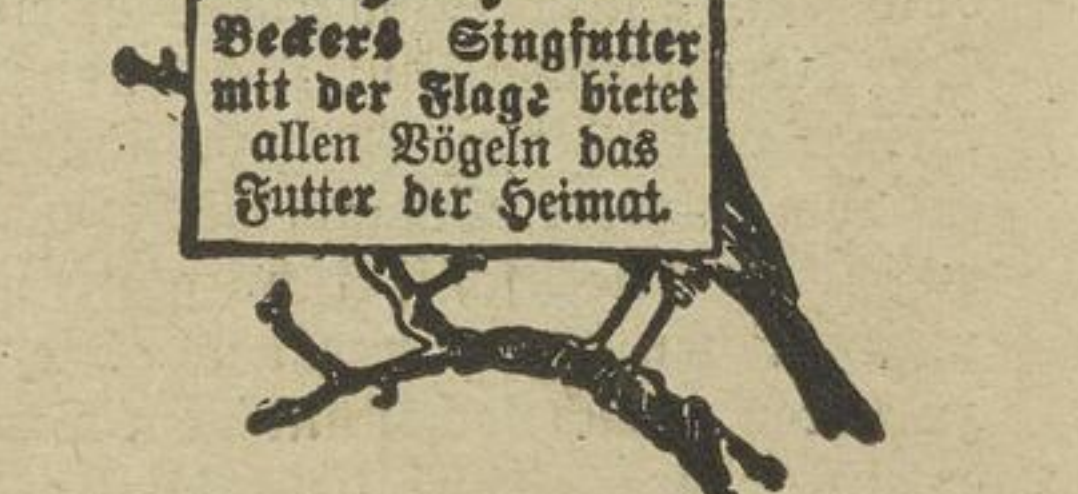 Beckers Singfutter
mit der Flagge bietet
allen Vögeln das
Futter der Heimat.